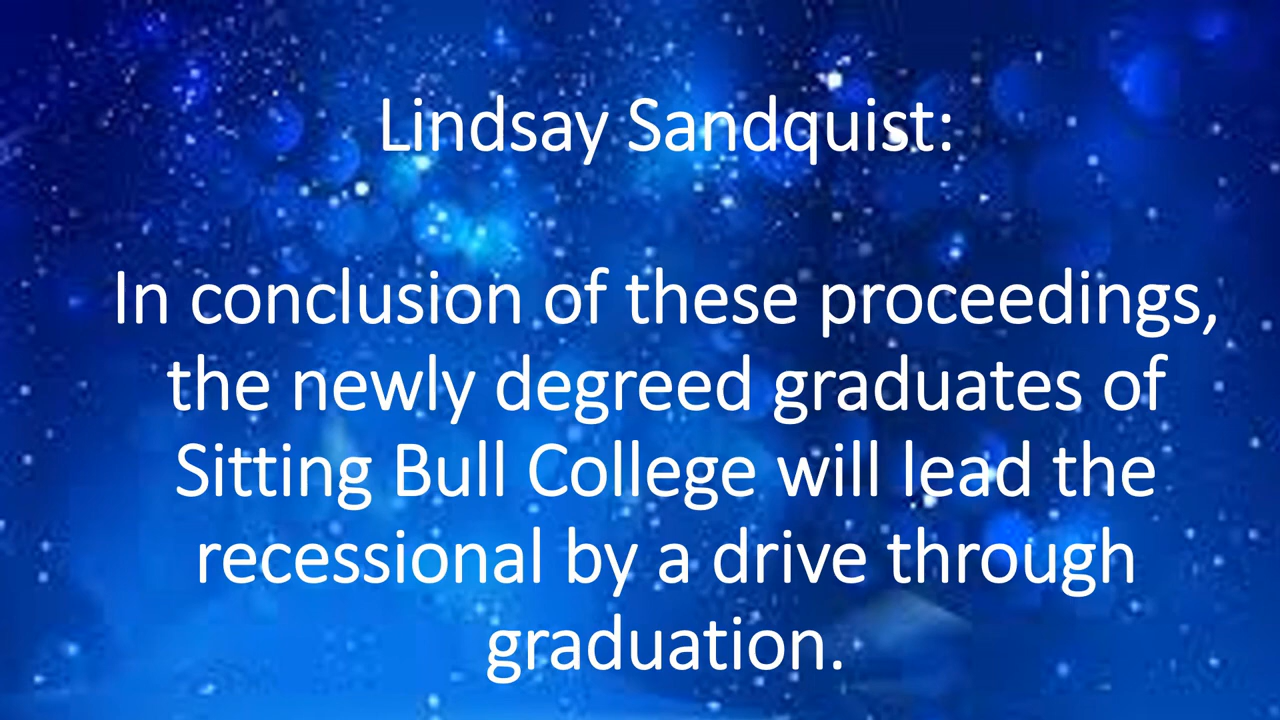 Lindsay Sandquist:
In conclusion of these proceedings,
the newly degreed graduates of
Sitting Bull College will lead the
recessional by a drive through
graduation.